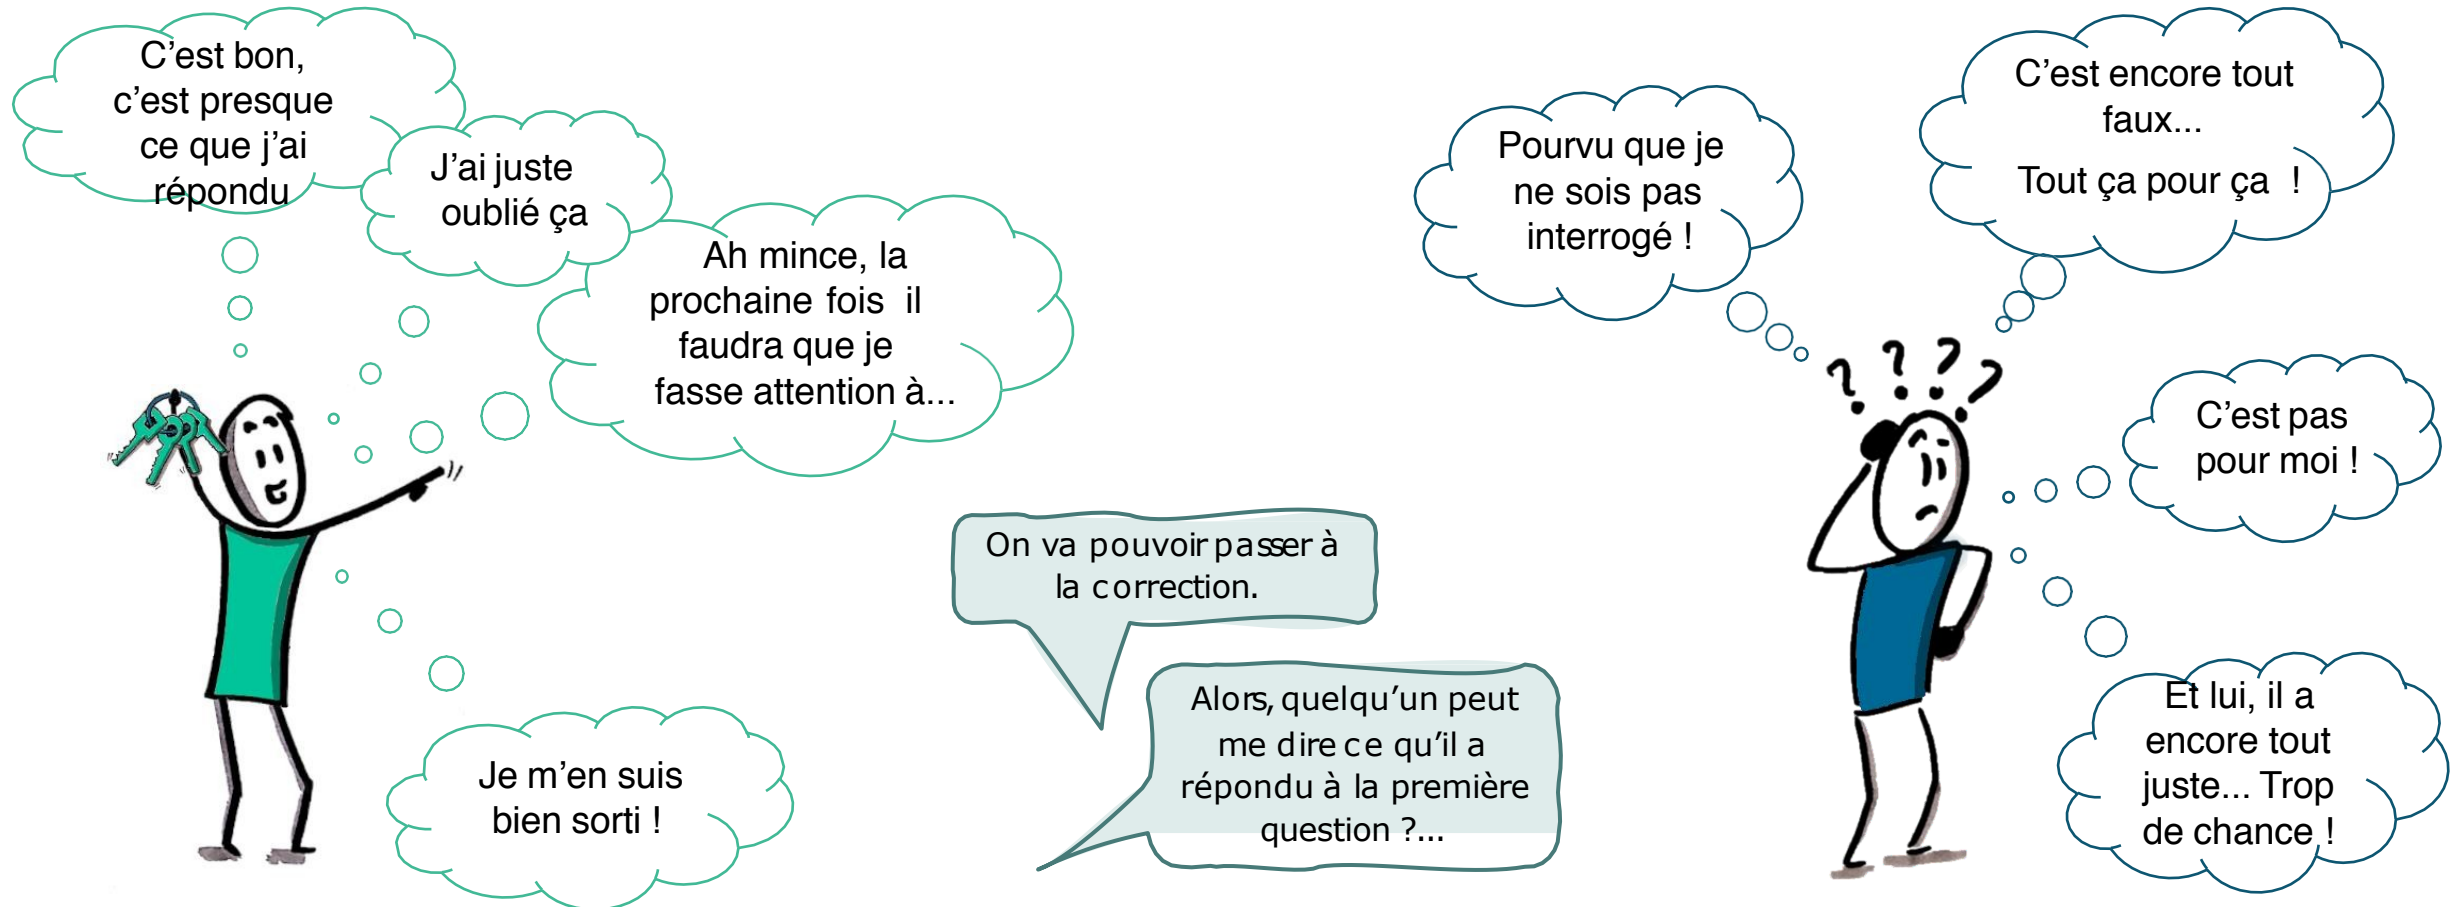 C’est bon,
c’est presque
ce que j’ai
répondu
J’ai juste
oublié ça
Ah mince, la
prochaine fois il
faudra que je
fasse attention à...
Je m’en suis
bien sorti !
On va pouvoir passer à
la correction.
Alors, quelqu’un peut
me dire ce qu’il a
répondu à la première
question ?...
Pourvu que je
ne sois pas
interrogé !
C’est encore tout
faux...
Tout ça pour ça !
C’est pas
pour moi !
Et lui, il a
encore tout
juste... Trop
de chance !